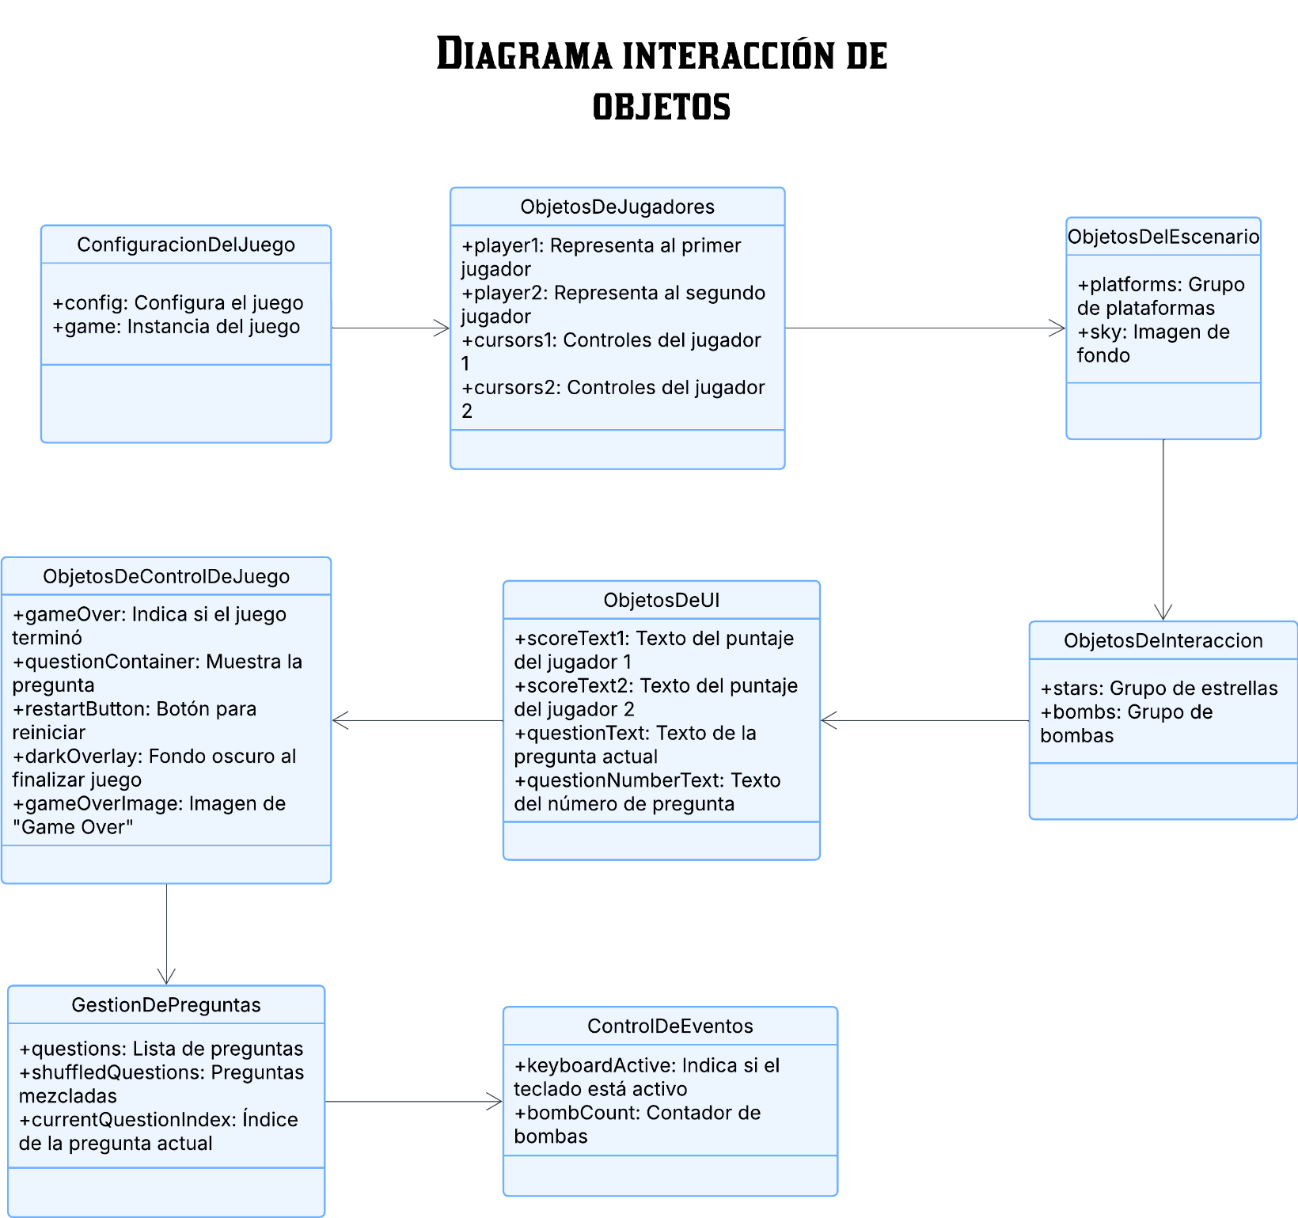 Diagrama interacción de
objetos
ConfiguracionDelJuego
+config: Configura el juego
+game: Instancia del juego
ObjetosDeJugadores
+player1: Representa al primer
jugador
+player2: Representa al segundo
jugador
+cursors1: Controles del jugador
1
+cursors2: Controles del jugador
2
ObjetosDelEscenario
+platforms: Grupo
de plataformas
+sky: Imagen de
fondo
ObjetosDeControlDeJuego
+gameOver: Indica si el juego
terminó
+questionContainer: Muestra la
pregunta
+restartButton: Botón para
reiniciar
+darkOverlay: Fondo oscuro al
finalizar juego
+gameOverImage: Imagen de
"Game Over"
ObjetosDeUI
+scoreText1: Texto del puntaje
del jugador 1
+scoreText2: Texto del puntaje
del jugador 2
+questionText: Texto de la
pregunta actual
+questionNumberText: Texto
del número de pregunta
ObjetosDeInteraccion
+stars: Grupo de estrellas
+bombs: Grupo de
bombas
GestionDePreguntas
+questions: Lista de preguntas
+shuffledQuestions: Preguntas
mezcladas
+currentQuestionIndex: Índice
de la pregunta actual
ControlDeEventos
+keyboardActive: Indica si el
teclado está activo
+bombCount: Contador de
bombas